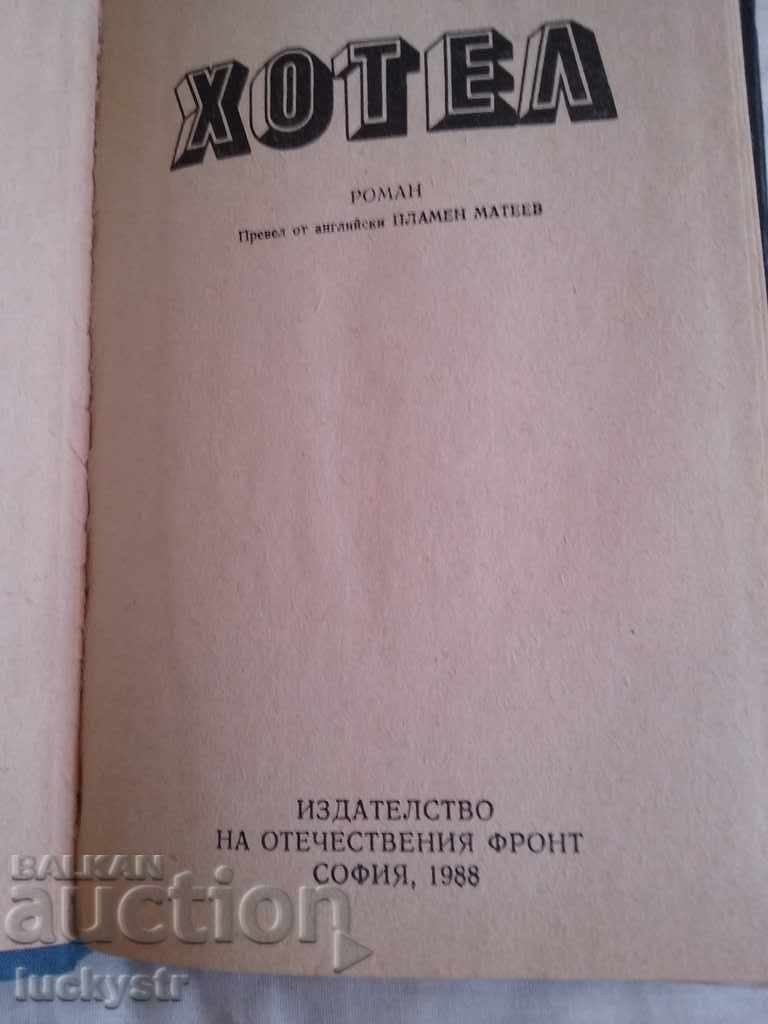 ХОТЕЛ
РОМАН
Превел от английски ПЛАМЕН МАТЕЕВ
ИЗДАТЕЛСТВО
НА ОТЕЧЕСТВЕНИЯ ФРОНТ
СОФИЯ, 1988
BALKAN
auction
luckystr